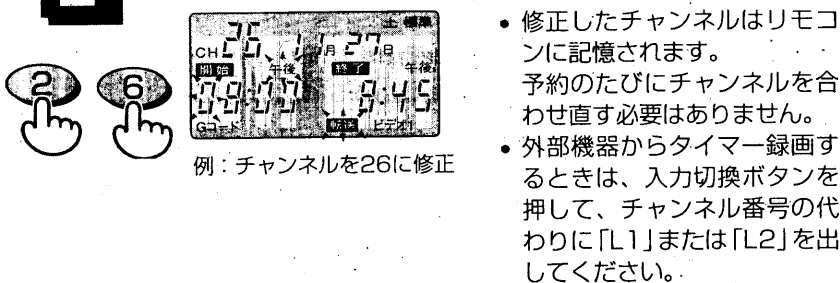 2 6
土 標準
CH 26 11月27日
開始 午後 終了 午後
08:00 9:45
Gコード 転送 ビデオ1
例：チャンネルを26に修正
• 修正したチャンネルはリモコ
ンに記憶されます。
予約のたびにチャンネルを合
わせ直す必要はありません。
• 外部機器からタイマー録画す
るときは、入力切換ボタンを
押して、チャンネル番号の代
わりに「L1」または「L2」を出
してください。